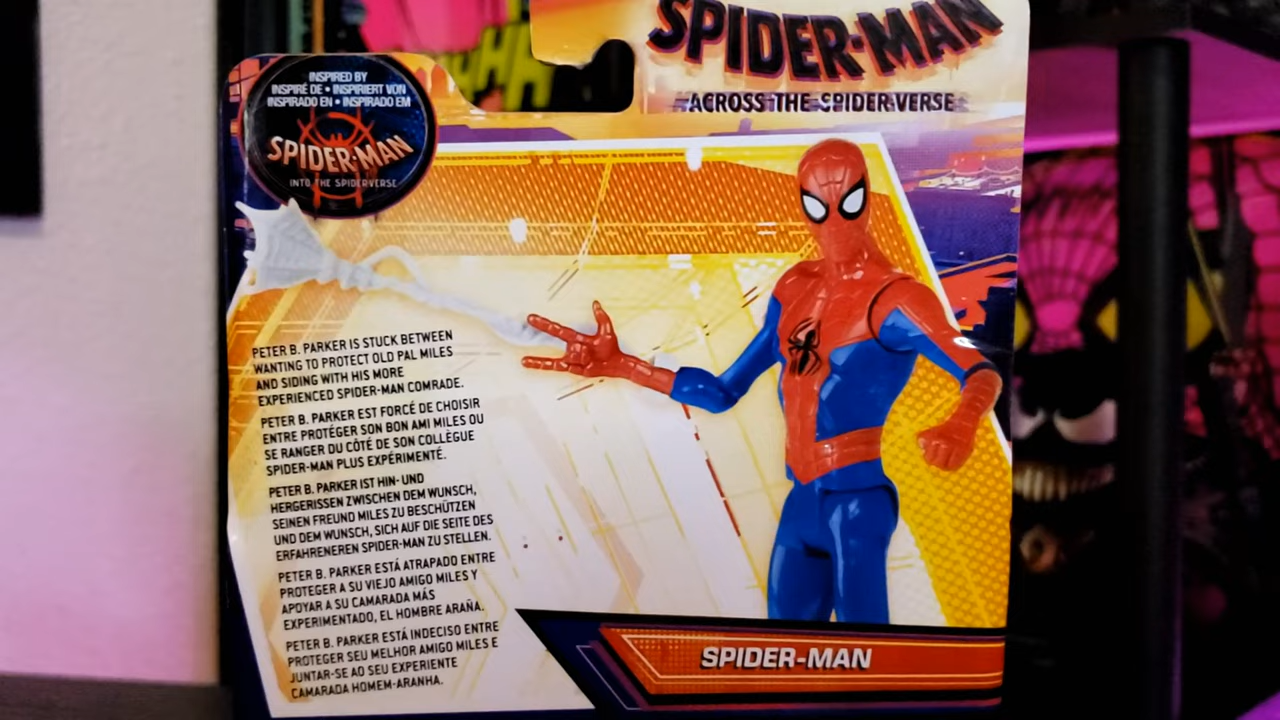 SPIDER-MAN
ACROSS THE SPIDER-VERSE
INSPIRED BY
INSPIRÉ DE • INSPIRIERT VON
INSPIRADO EN • INSPIRADO EM
SPIDER-MAN
INTO THE SPIDERVERSE
PETER B. PARKER IS STUCK BETWEEN
WANTING TO PROTECT OLD PAL MILES
AND SIDING WITH HIS MORE
EXPERIENCED SPIDER-MAN COMRADE.
PETER B. PARKER EST FORCÉ DE CHOISIR
ENTRE PROTÉGER SON BON AMI MILES OU
SE RANGER DU CÔTÉ DE SON COLLÈGUE
SPIDER-MAN PLUS EXPÉRIMENTÉ.
PETER B. PARKER IST HIN- UND
HERGERISSEN ZWISCHEN DEM WUNSCH,
SEINEN FREUND MILES ZU BESCHÜTZEN
UND DEM WUNSCH, SICH AUF DIE SEITE DES
ERFAHRENEREN SPIDER-MAN ZU STELLEN.
PETER B. PARKER ESTÁ ATRAPADO ENTRE
PROTEGER A SU VIEJO AMIGO MILES Y
APOYAR A SU CAMARADA MÁS
EXPERIMENTADO, EL HOMBRE ARAÑA.
PETER B. PARKER ESTÁ INDECISO ENTRE
PROTEGER SEU MELHOR AMIGO MILES E
JUNTAR-SE AO SEU EXPERIENTE
CAMARADA HOMEM-ARANHA.
SPIDER-MAN